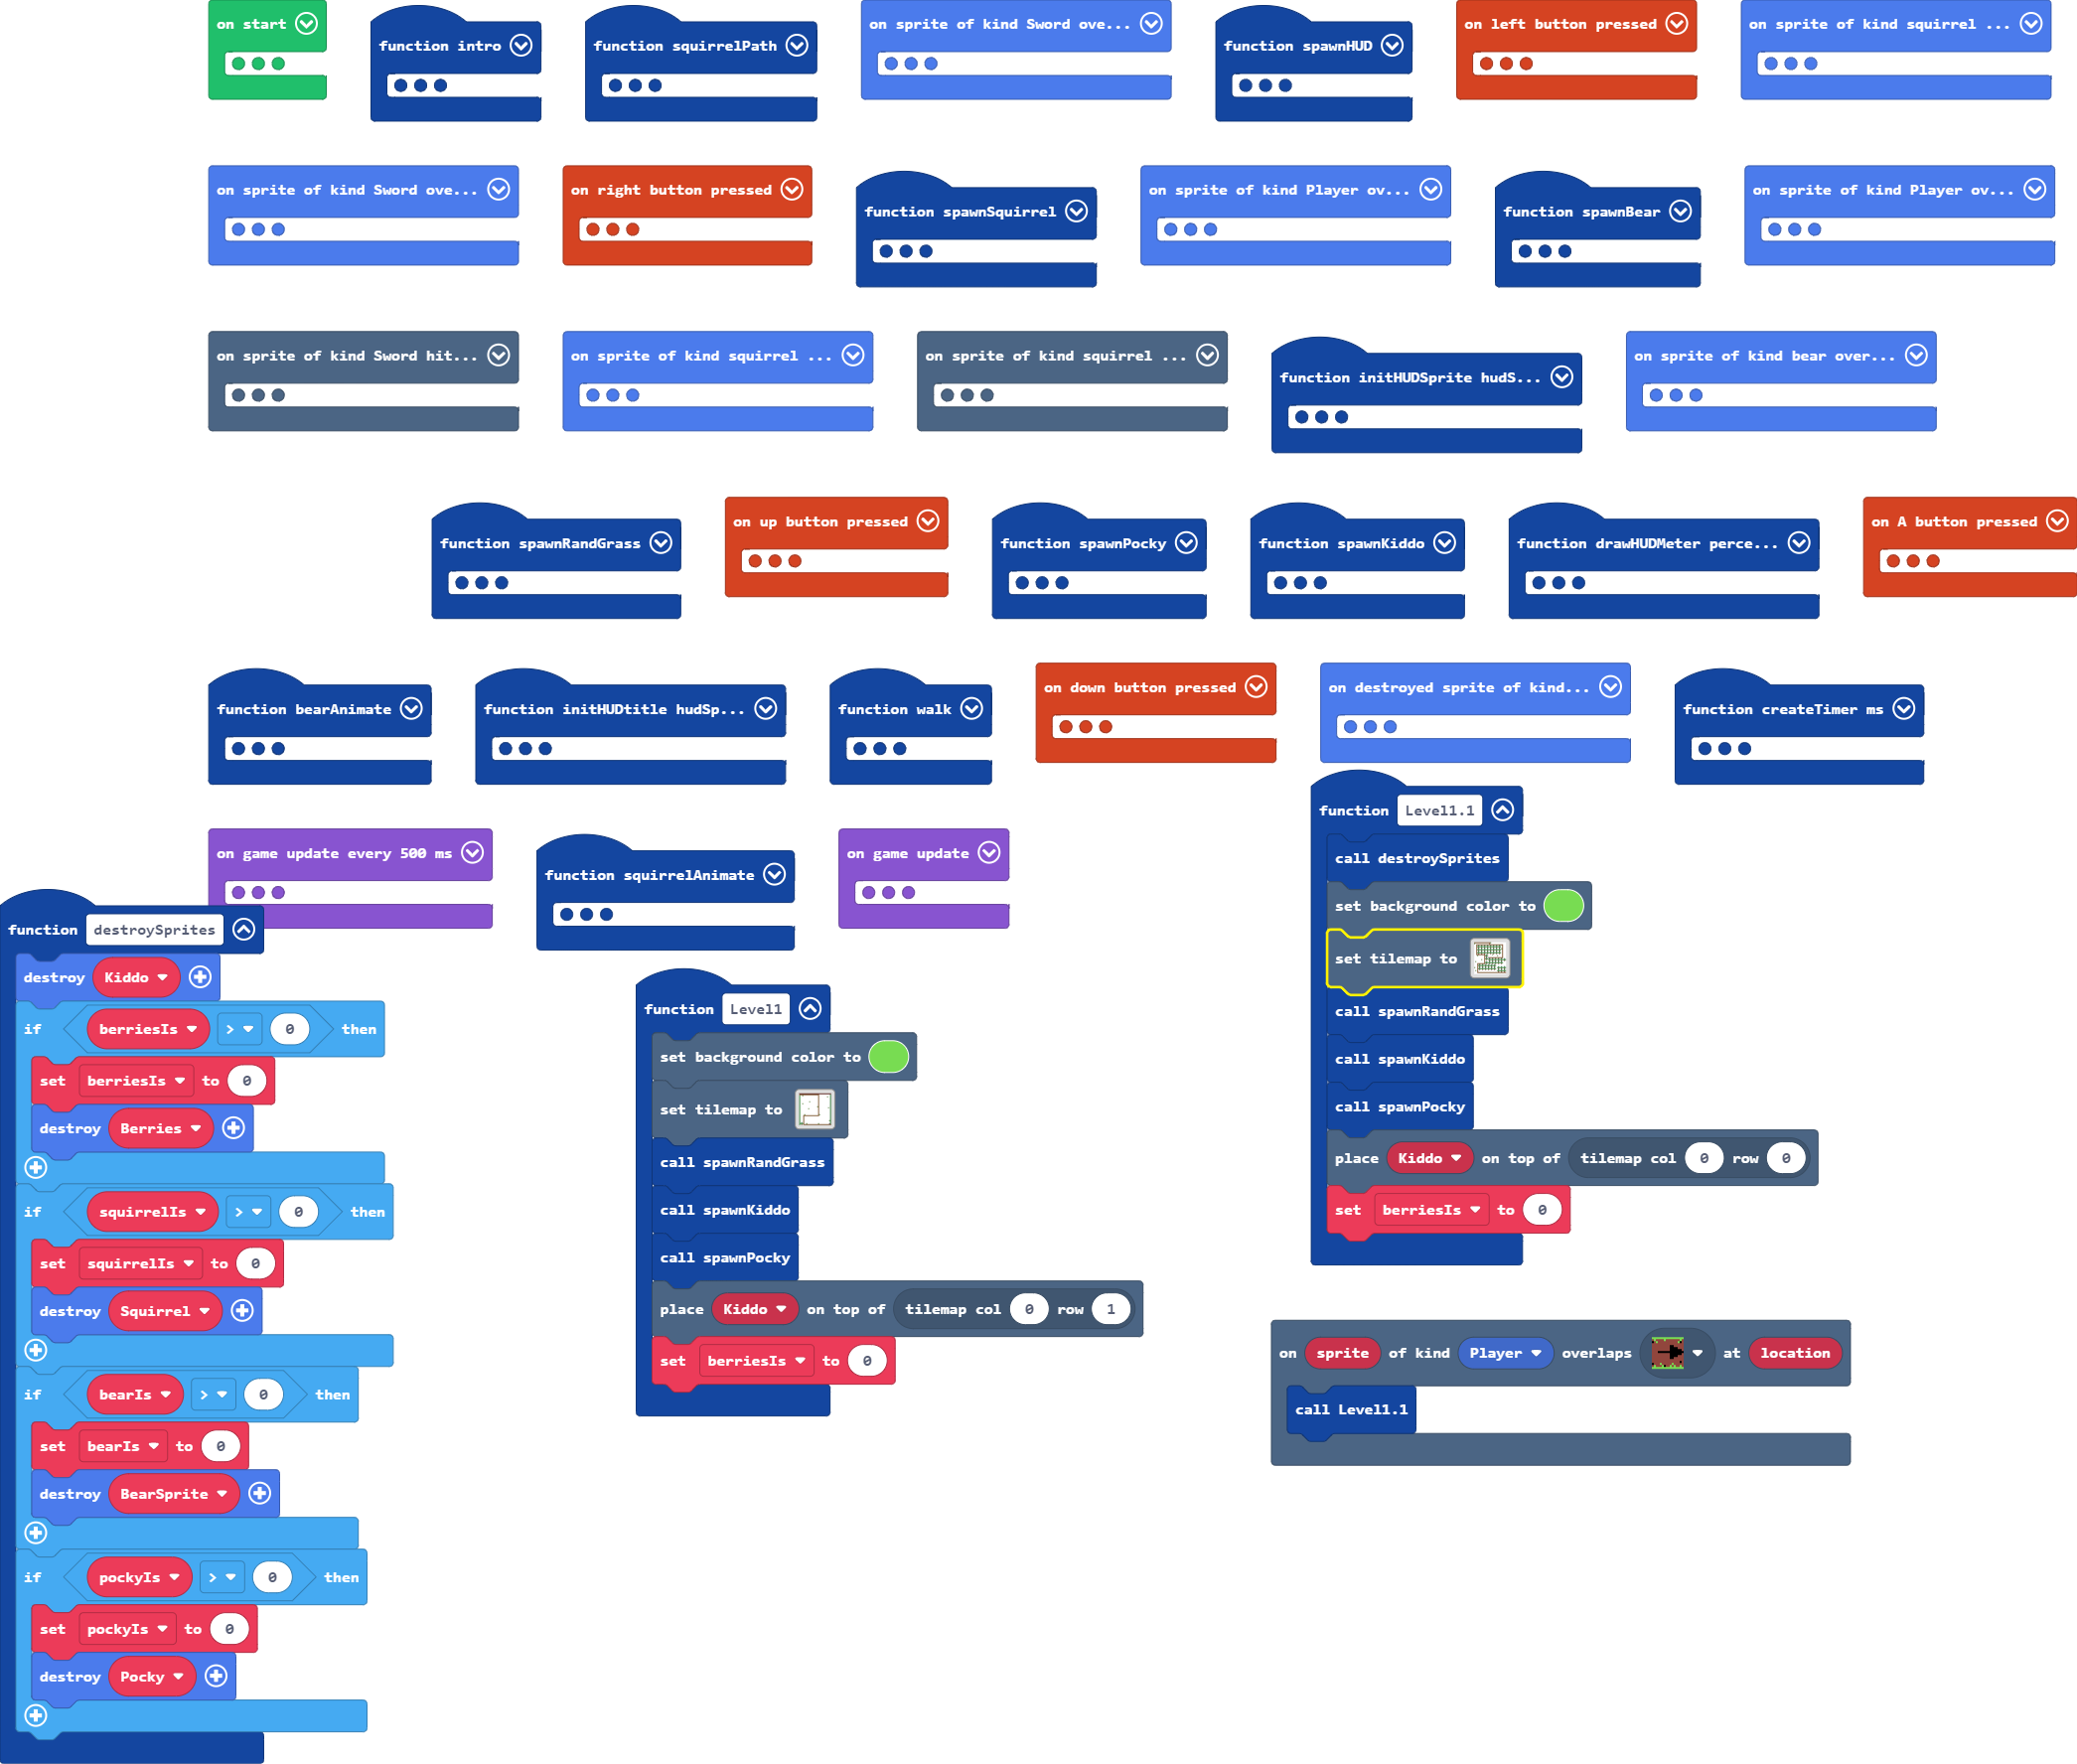 on start
function intro
function squirrelPath
on sprite of kind Sword ove...
function spawnHUD
on left button pressed
on sprite of kind squirrel ...
on sprite of kind Sword ove...
on right button pressed
function spawnSquirrel
on sprite of kind Player ov...
function spawnBear
on sprite of kind Player ov...
on sprite of kind Sword hit...
on sprite of kind squirrel ...
on sprite of kind squirrel ...
function initHUDSprite hudS...
on sprite of kind bear over...
function spawnRandGrass
on up button pressed
function spawnPocky
function spawnKiddo
function drawHUDMeter perce...
on A button pressed
function bearAnimate
function initHUDtitle hudSp...
function walk
on down button pressed
on destroyed sprite of kind...
function createTimer ms
on game update every 500 ms
function squirrelAnimate
on game update
function destroySprites
destroy Kiddo
if berriesIs > 0 then
set berriesIs to 0
destroy Berries
if squirrelIs > 0 then
set squirrelIs to 0
destroy Squirrel
if bearIs > 0 then
set bearIs to 0
destroy BearSprite
if pockyIs > 0 then
set pockyIs to 0
destroy Pocky
function Level1
set background color to
set tilemap to
call spawnRandGrass
call spawnKiddo
call spawnPocky
place Kiddo on top of tilemap col 0 row 1
set berriesIs to 0
function Level1.1
call destroySprites
set background color to
set tilemap to
call spawnRandGrass
call spawnKiddo
call spawnPocky
place Kiddo on top of tilemap col 0 row 0
set berriesIs to 0
on sprite of kind Player overlaps at location
call Level1.1